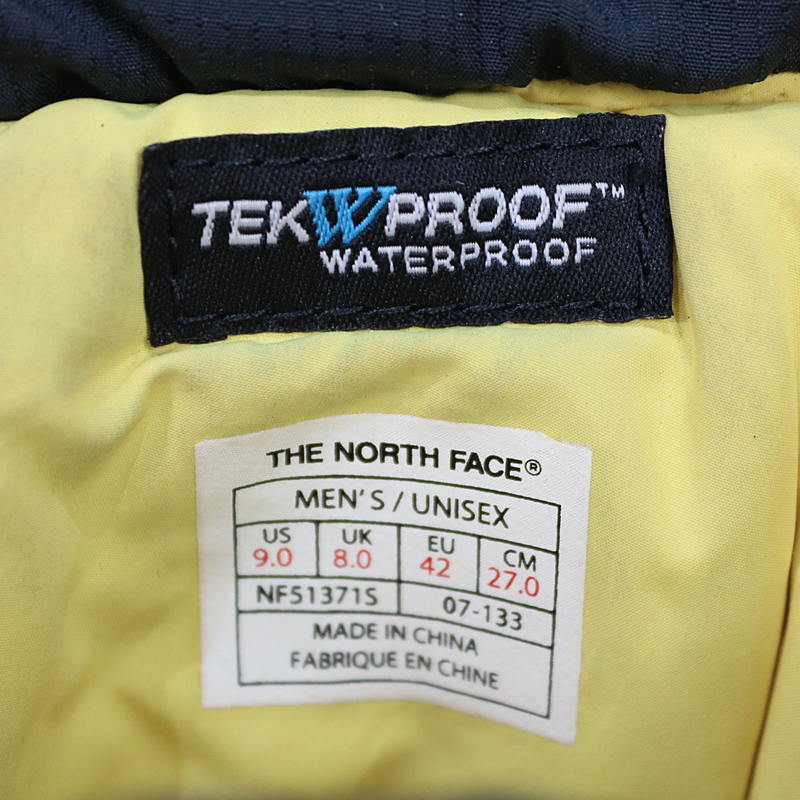 TEKWPROOF™
WATERPROOF
THE NORTH FACE®
MEN'S / UNISEX
US UK EU CM
9.0 8.0 42 27.0
NF51371S 07-133
MADE IN CHINA
FABRIQUE EN CHINE